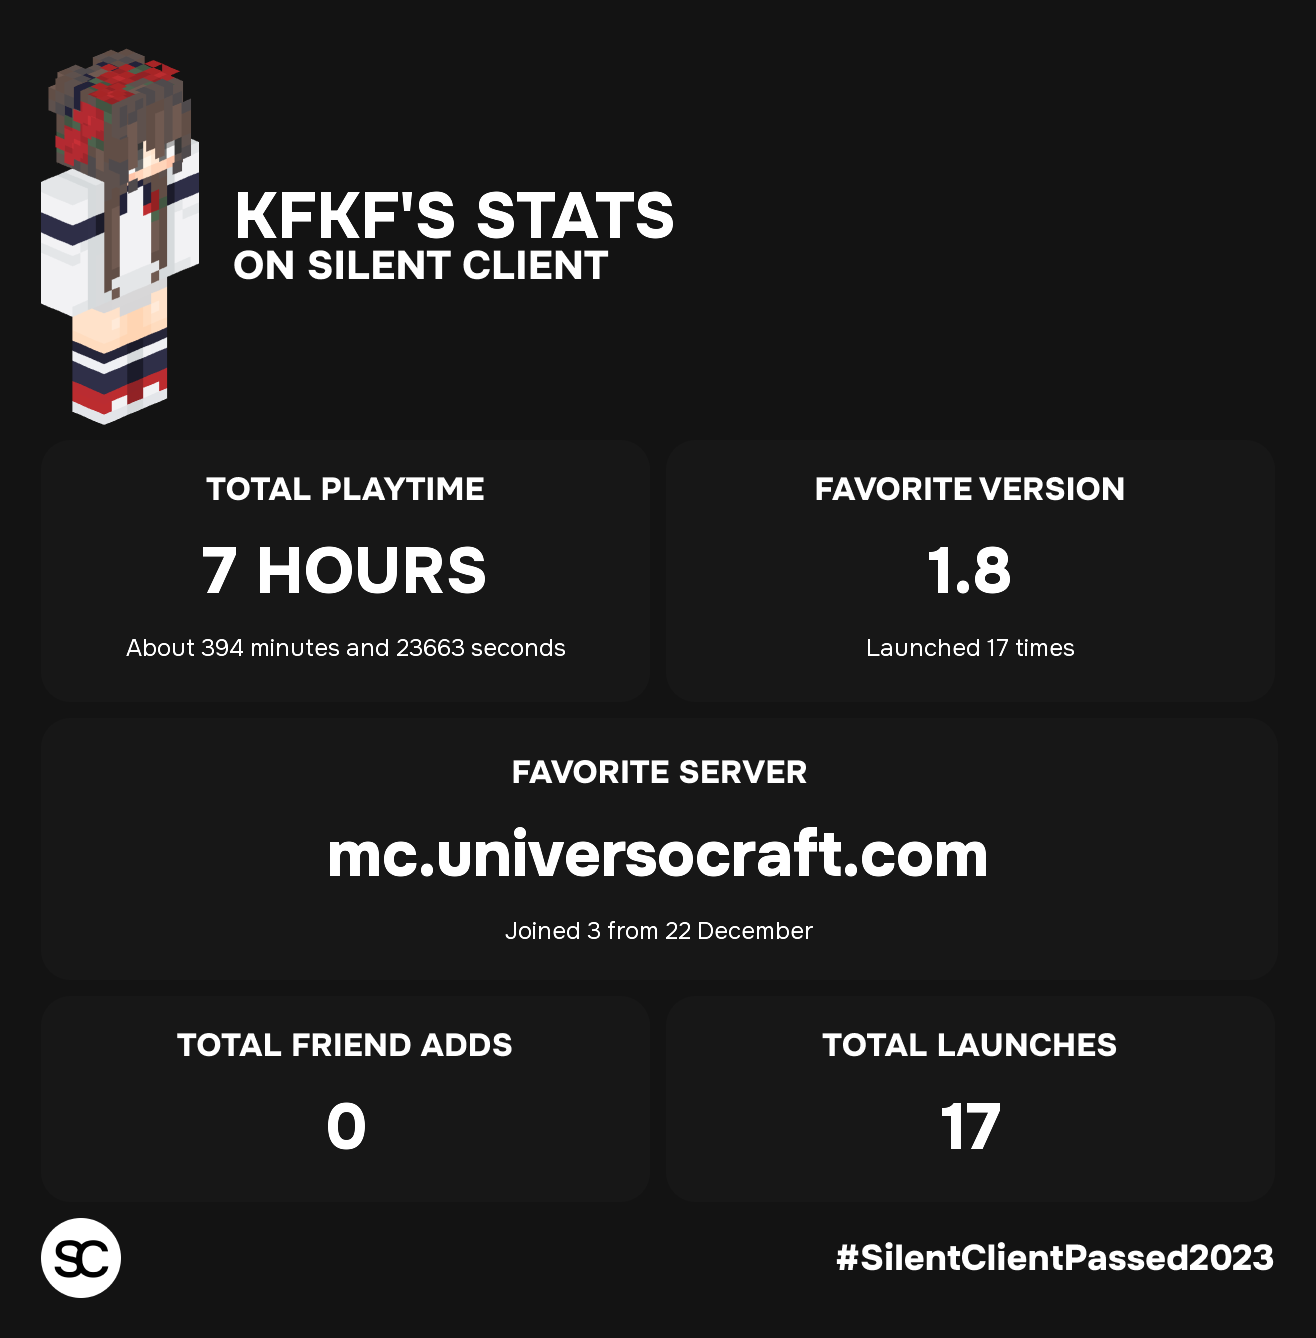 KFKF'S STATS
ON SILENT CLIENT
TOTAL PLAYTIME
7 HOURS
About 394 minutes and 23663 seconds
FAVORITE VERSION
1.8
Launched 17 times
FAVORITE SERVER
mc.universocraft.com
Joined 3 from 22 December
TOTAL FRIEND ADDS
0
TOTAL LAUNCHES
17
SC
#SilentClientPassed2023